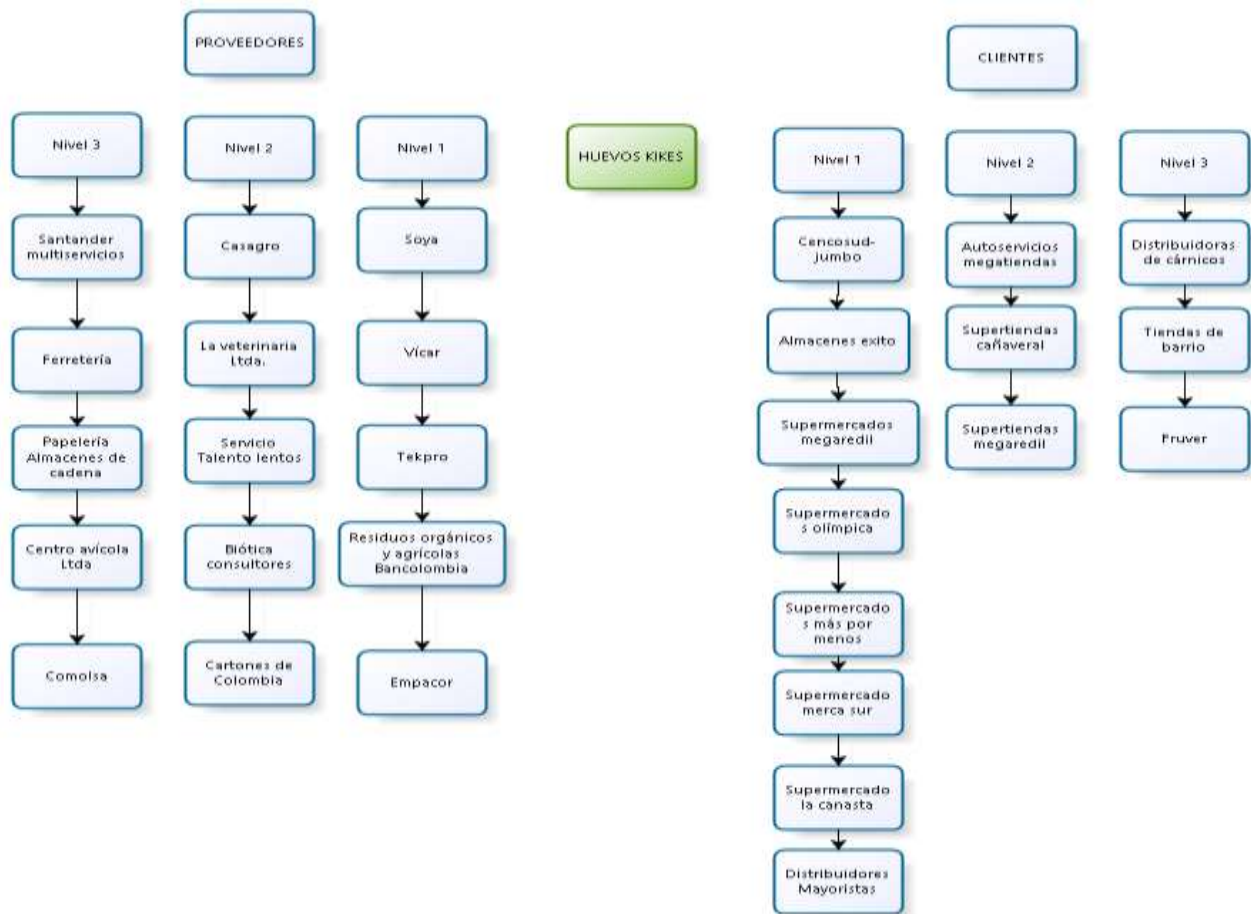 PROVEEDORES
Nivel 3
Santander
multiservicios
Ferretería
Papelería
Almacenes de
cadena
Centro avícola
Ltda
Comolsa
Nivel 2
Casagro
La veterinaria
Ltda.
Servicio
Talento lentos
Biótica
consultores
Cartones de
Colombia
Nivel 1
Soya
Vícar
Tekpro
Residuos orgánicos
y agrícolas
Bancolombia
Empacor
HUEVOS KIKES
CLIENTES
Nivel 1
Cencosud-
jumbo
Almacenes exito
Supermercados
megaredil
Supermercado
s olímpica
Supermercado
s más por
menos
Supermercado
merca sur
Supermercado
la canasta
Distribuidores
Mayoristas
Nivel 2
Autoservicios
megatiendas
Supertiendas
cañaveral
Supertiendas
megaredil
Nivel 3
Distribuidoras
de cárnicos
Tiendas de
barrio
Fruver